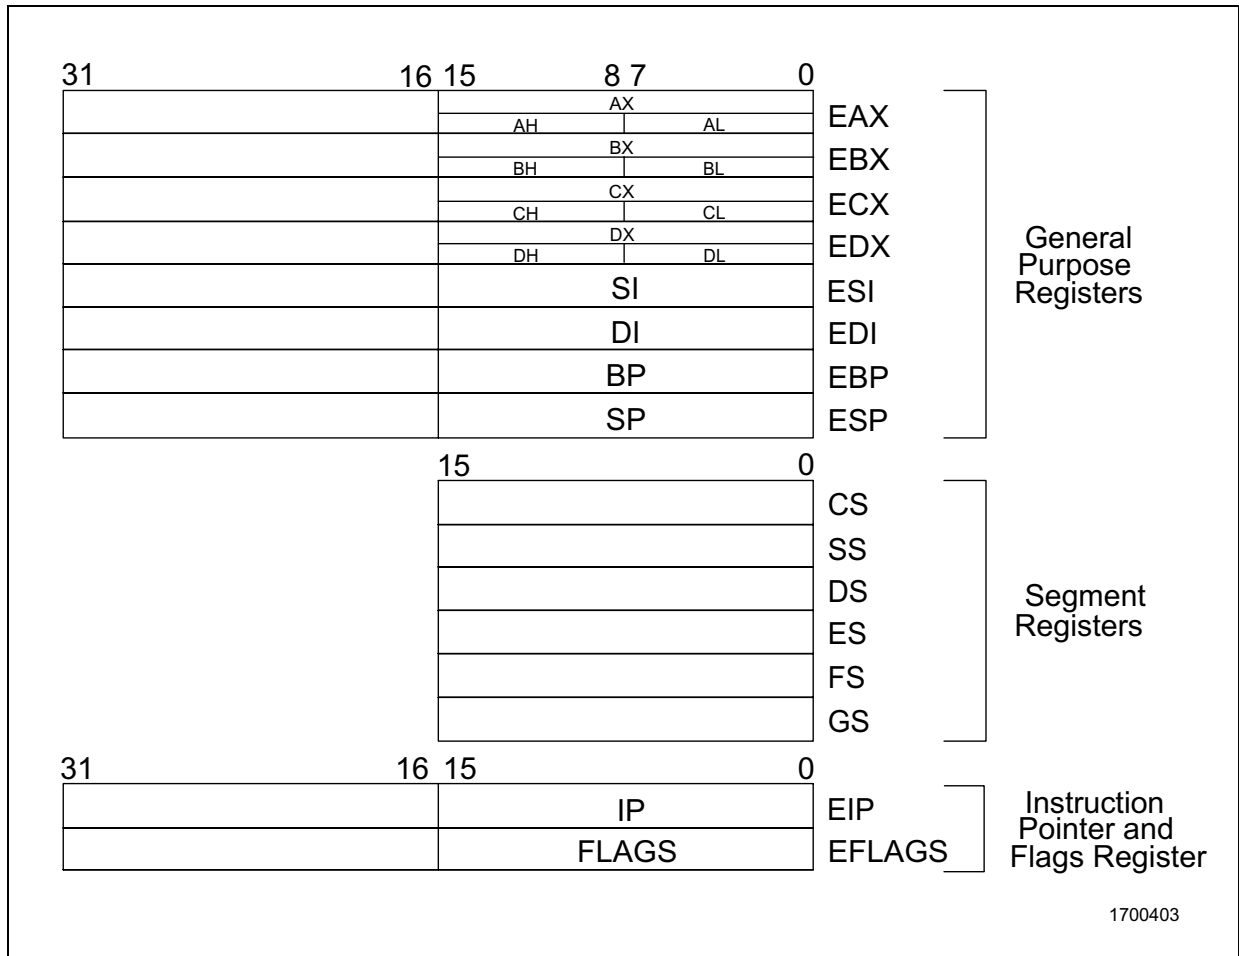 31 16 15 8 7 0
AX
AH AL EAX
BX
BH BL EBX
CX
CH CL ECX
DX
DH DL EDX
SI ESI
DI EDI
BP EBP
SP ESP
General
Purpose
Registers
15 0
CS
SS
DS
ES
FS
GS
Segment
Registers
31 16 15 0
IP EIP
FLAGS EFLAGS
Instruction
Pointer and
Flags Register
1700403